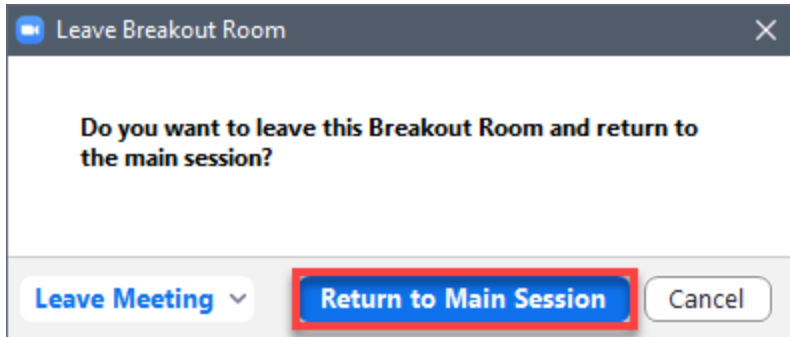 Leave Breakout Room
Do you want to leave this Breakout Room and return to
the main session?
Leave Meeting Return to Main Session Cancel